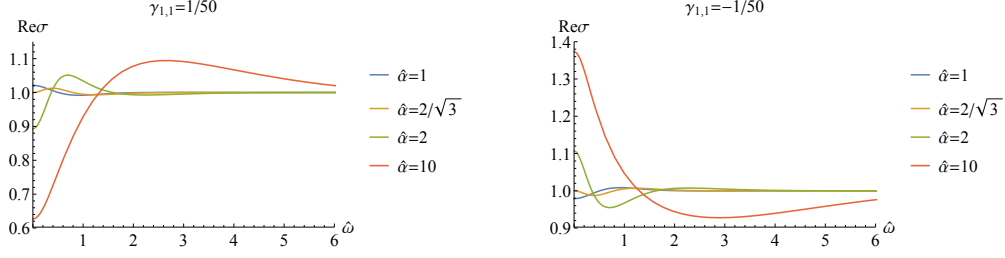 γ1,1=1/50
Reσ
1.1
1.0
0.9
0.8
0.7
0.6
1 2 3 4 5 6
ω̂
α̂=1
α̂=2/√3
α̂=2
α̂=10
γ1,1=−1/50
Reσ
1.4
1.3
1.2
1.1
1.0
0.9
1 2 3 4 5 6
ω̂
α̂=1
α̂=2/√3
α̂=2
α̂=10